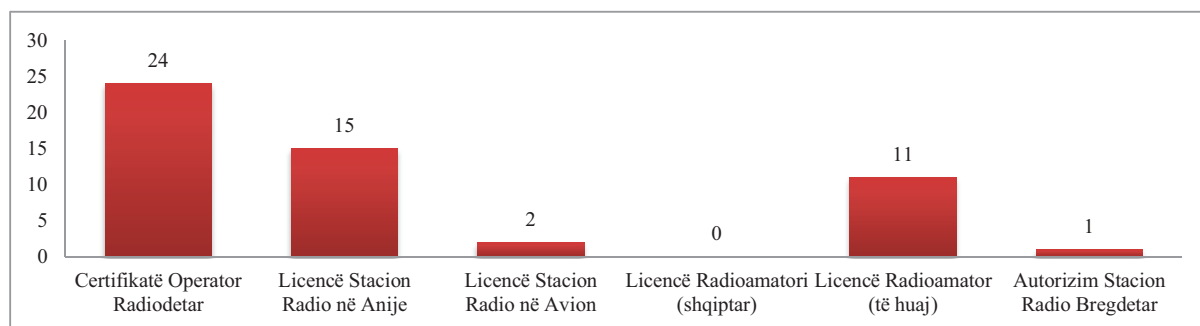 30
25
20
15
10
5
0
24
15
2
0
11
1
Certifikatë Operator
Radiodetar
Licencë Stacion
Radio në Anije
Licencë Stacion
Radio në Avion
Licencë Radioamatori
(shqiptar)
Licencë Radioamator
(të huaj)
Autorizim Stacion
Radio Bregdetar